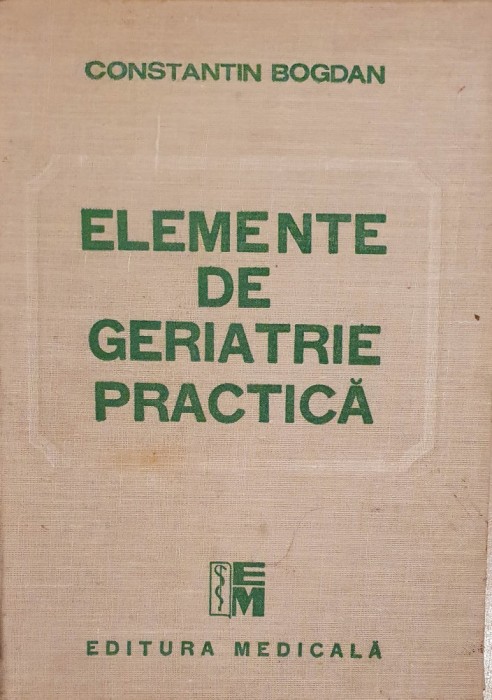 CONSTANTIN BOGDAN
ELEMENTE
DE
GERIATRIE
PRACTICĂ
EM
EDITURA MEDICALĂ